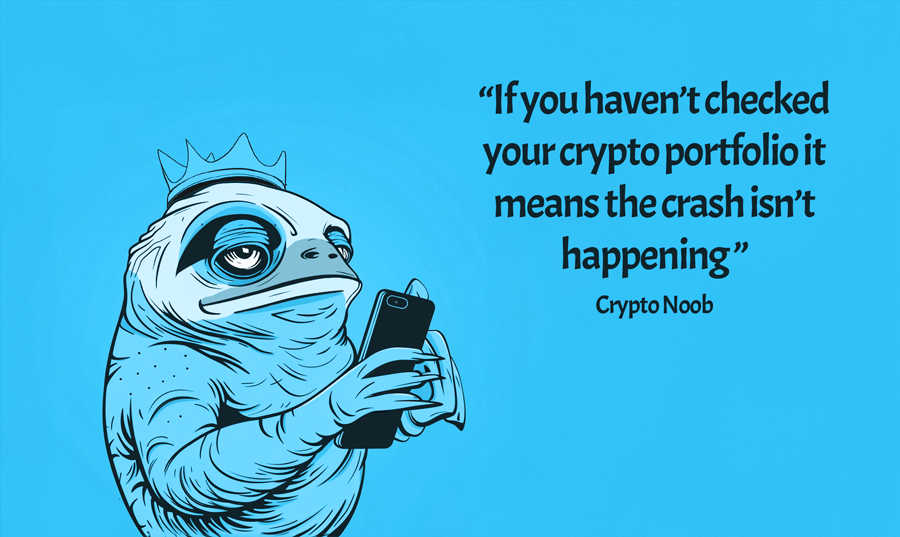 “If you haven’t checked
your crypto portfolio it
means the crash isn’t
happening”
Crypto Noob